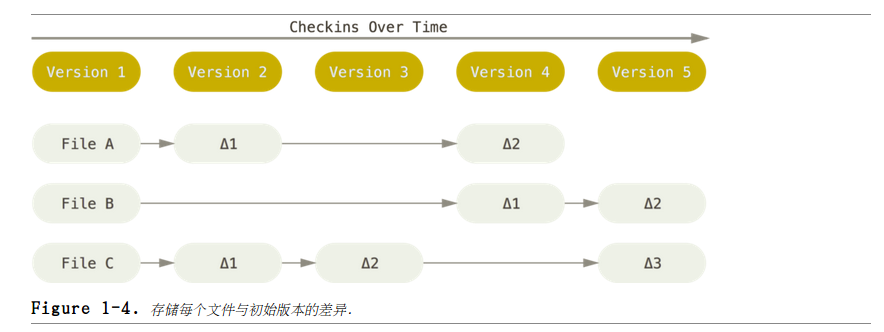 Checkins Over Time
Version 1 Version 2 Version 3 Version 4 Version 5
File A Δ1 Δ2
File B Δ1 Δ2
File C Δ1 Δ2 Δ3
Figure 1-4. 存储每个文件与初始版本的差异.